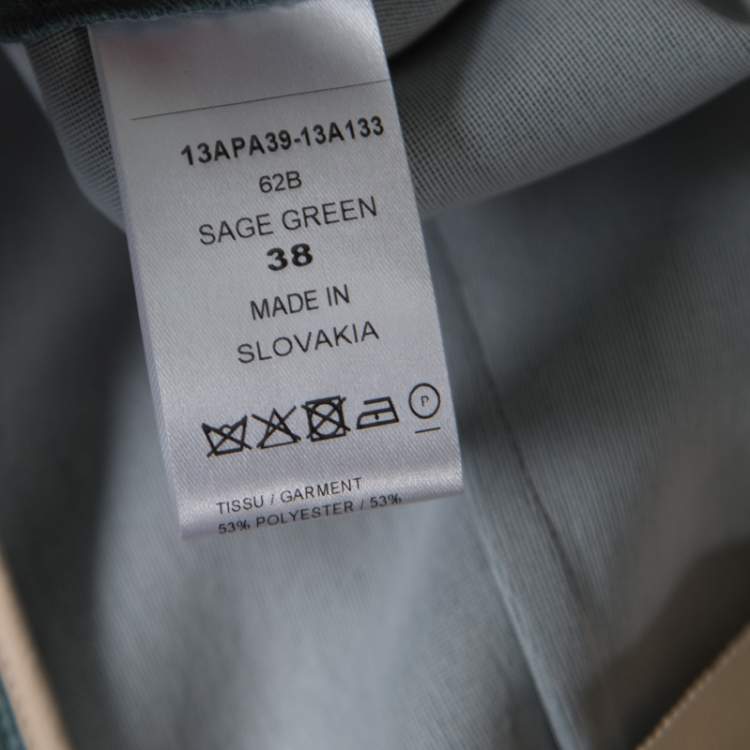 13APA39-13A133
62B
SAGE GREEN
38
MADE IN
SLOVAKIA
P
TISSU / GARMENT
53% POLYESTER / 53%